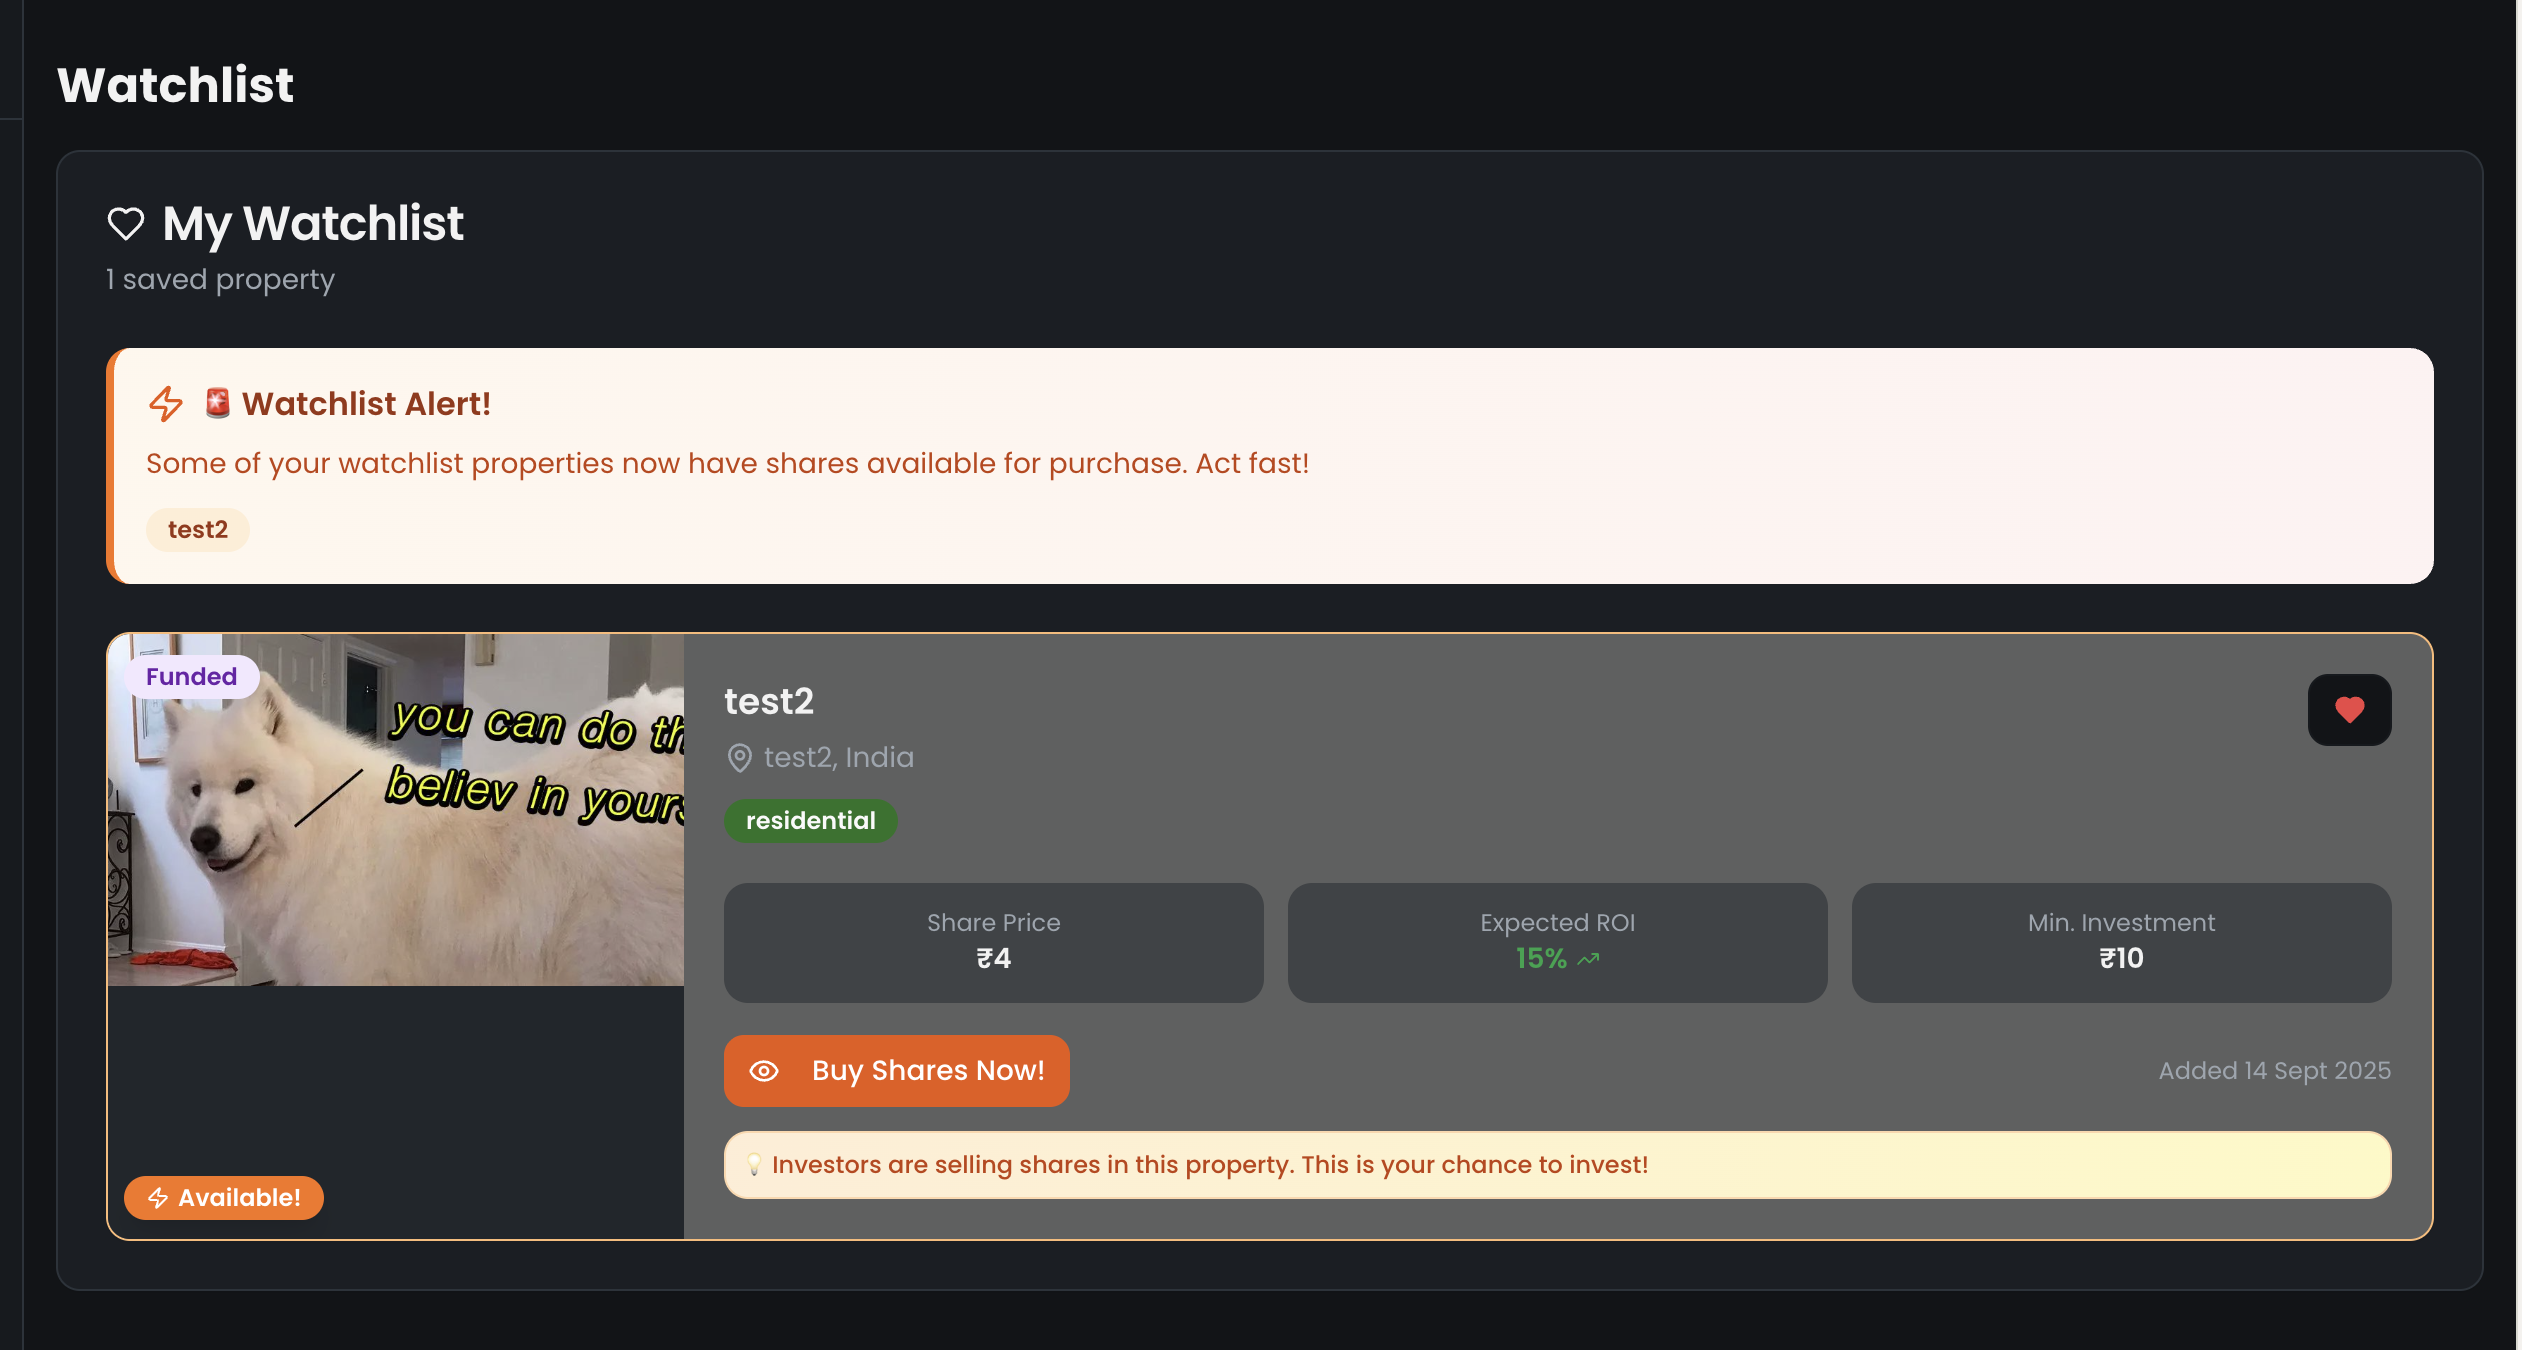 Watchlist
My Watchlist
1 saved property
🚨 Watchlist Alert!
Some of your watchlist properties now have shares available for purchase. Act fast!
test2
Funded
you can do th
believ in yours
Available!
test2
test2, India
residential
Share Price
₹4
Expected ROI
15%
Min. Investment
₹10
Buy Shares Now!
Added 14 Sept 2025
💡 Investors are selling shares in this property. This is your chance to invest!